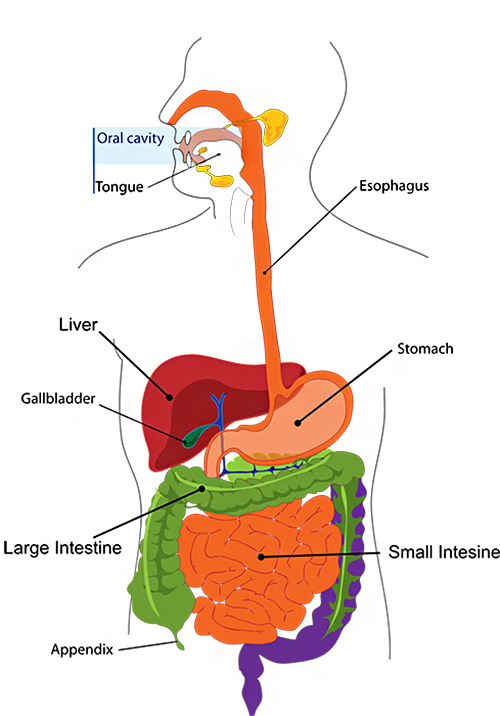 Oral cavity
Tongue
Esophagus
Liver
Stomach
Gallbladder
Large Intestine
Small Intesine
Appendix